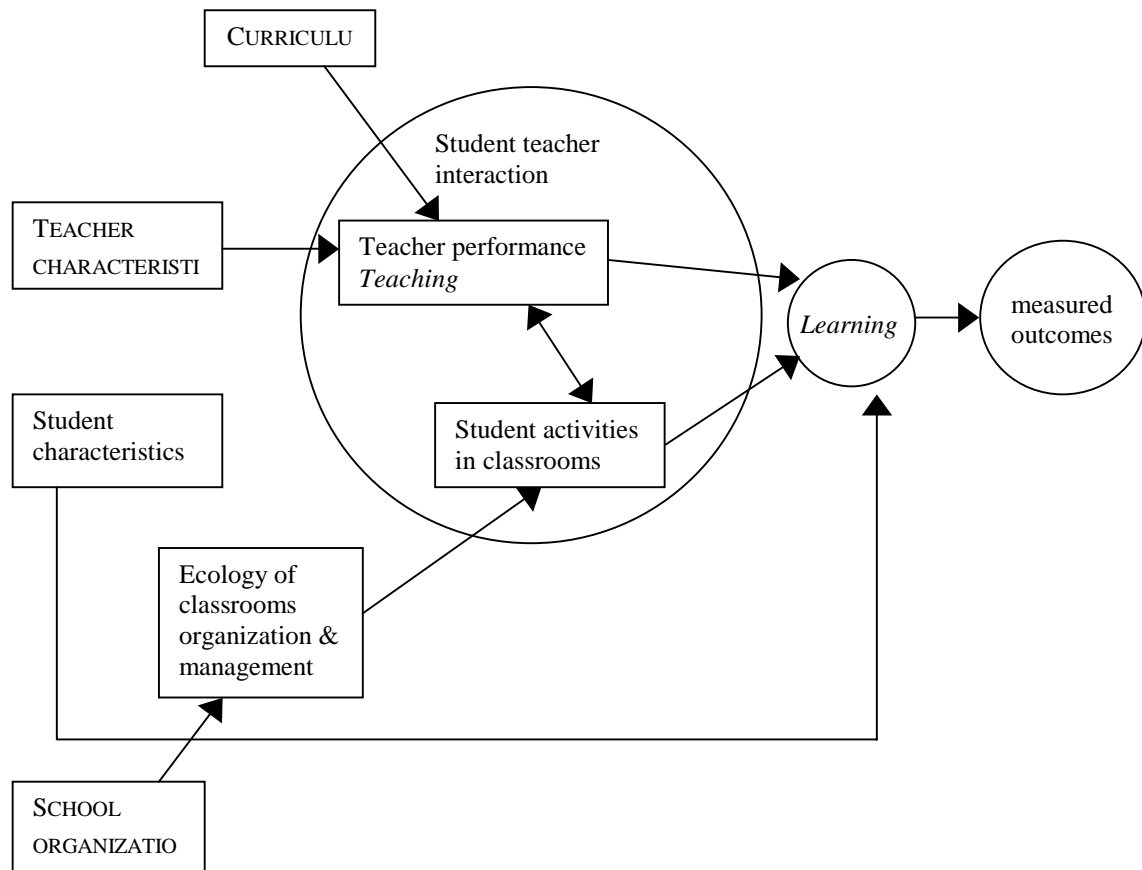 CURRICULU
Student teacher
interaction
TEACHER
CHARACTERISTI
Teacher performance
Teaching
Learning
measured
outcomes
Student
characteristics
Student activities
in classrooms
Ecology of
classrooms
organization &
management
SCHOOL
ORGANIZATIO